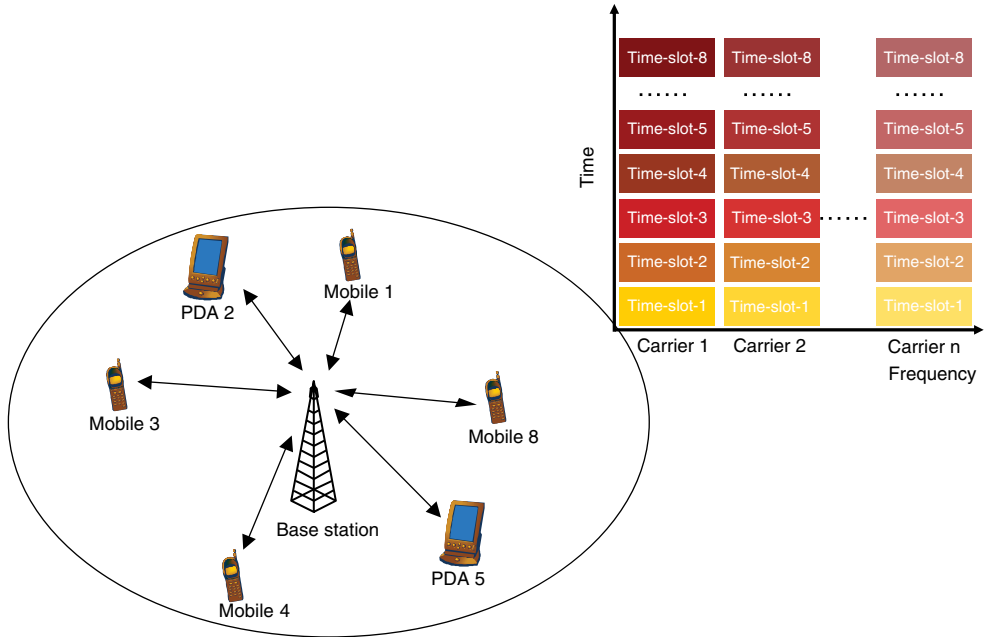 Time-slot-8 Time-slot-8 Time-slot-8
...... ...... ......
Time-slot-5 Time-slot-5 Time-slot-5
Time-slot-4 Time-slot-4 Time-slot-4
Time-slot-3 Time-slot-3 ...... Time-slot-3
Time-slot-2 Time-slot-2 Time-slot-2
Time-slot-1 Time-slot-1 Time-slot-1
Time
Carrier 1 Carrier 2 Carrier n
Frequency
Mobile 1
PDA 2
Mobile 3
Mobile 8
Base station
PDA 5
Mobile 4